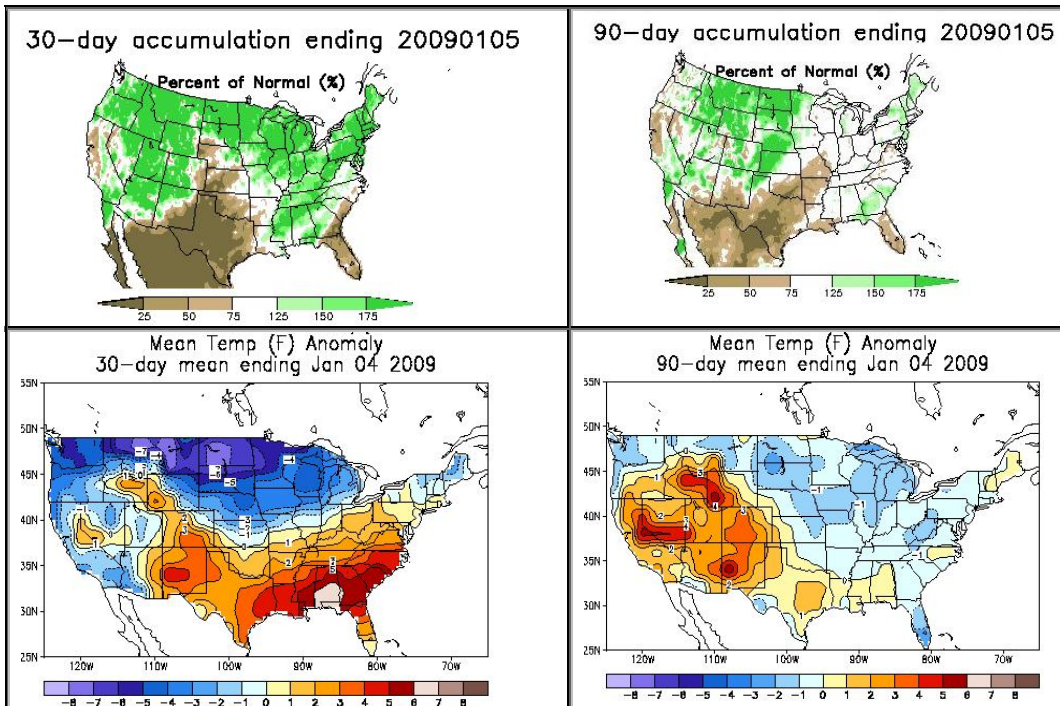 30-day accumulation ending 20090105
Percent of Normal (%)
25 50 75 125 150 175
90-day accumulation ending 20090105
Percent of Normal (%)
25 50 75 125 150 175
Mean Temp (F) Anomaly
30-day mean ending Jan 04 2009
55N
50N
45N
40N
35N
30N
25N
120W 110W 100W 90W 80W 70W
-8 -7 -6 -5 -4 -3 -2 -1 0 1 2 3 4 5 6 7 8
Mean Temp (F) Anomaly
90-day mean ending Jan 04 2009
55N
50N
45N
40N
35N
30N
25N
120W 110W 100W 90W 80W 70W
-8 -7 -6 -5 -4 -3 -2 -1 0 1 2 3 4 5 6 7 8